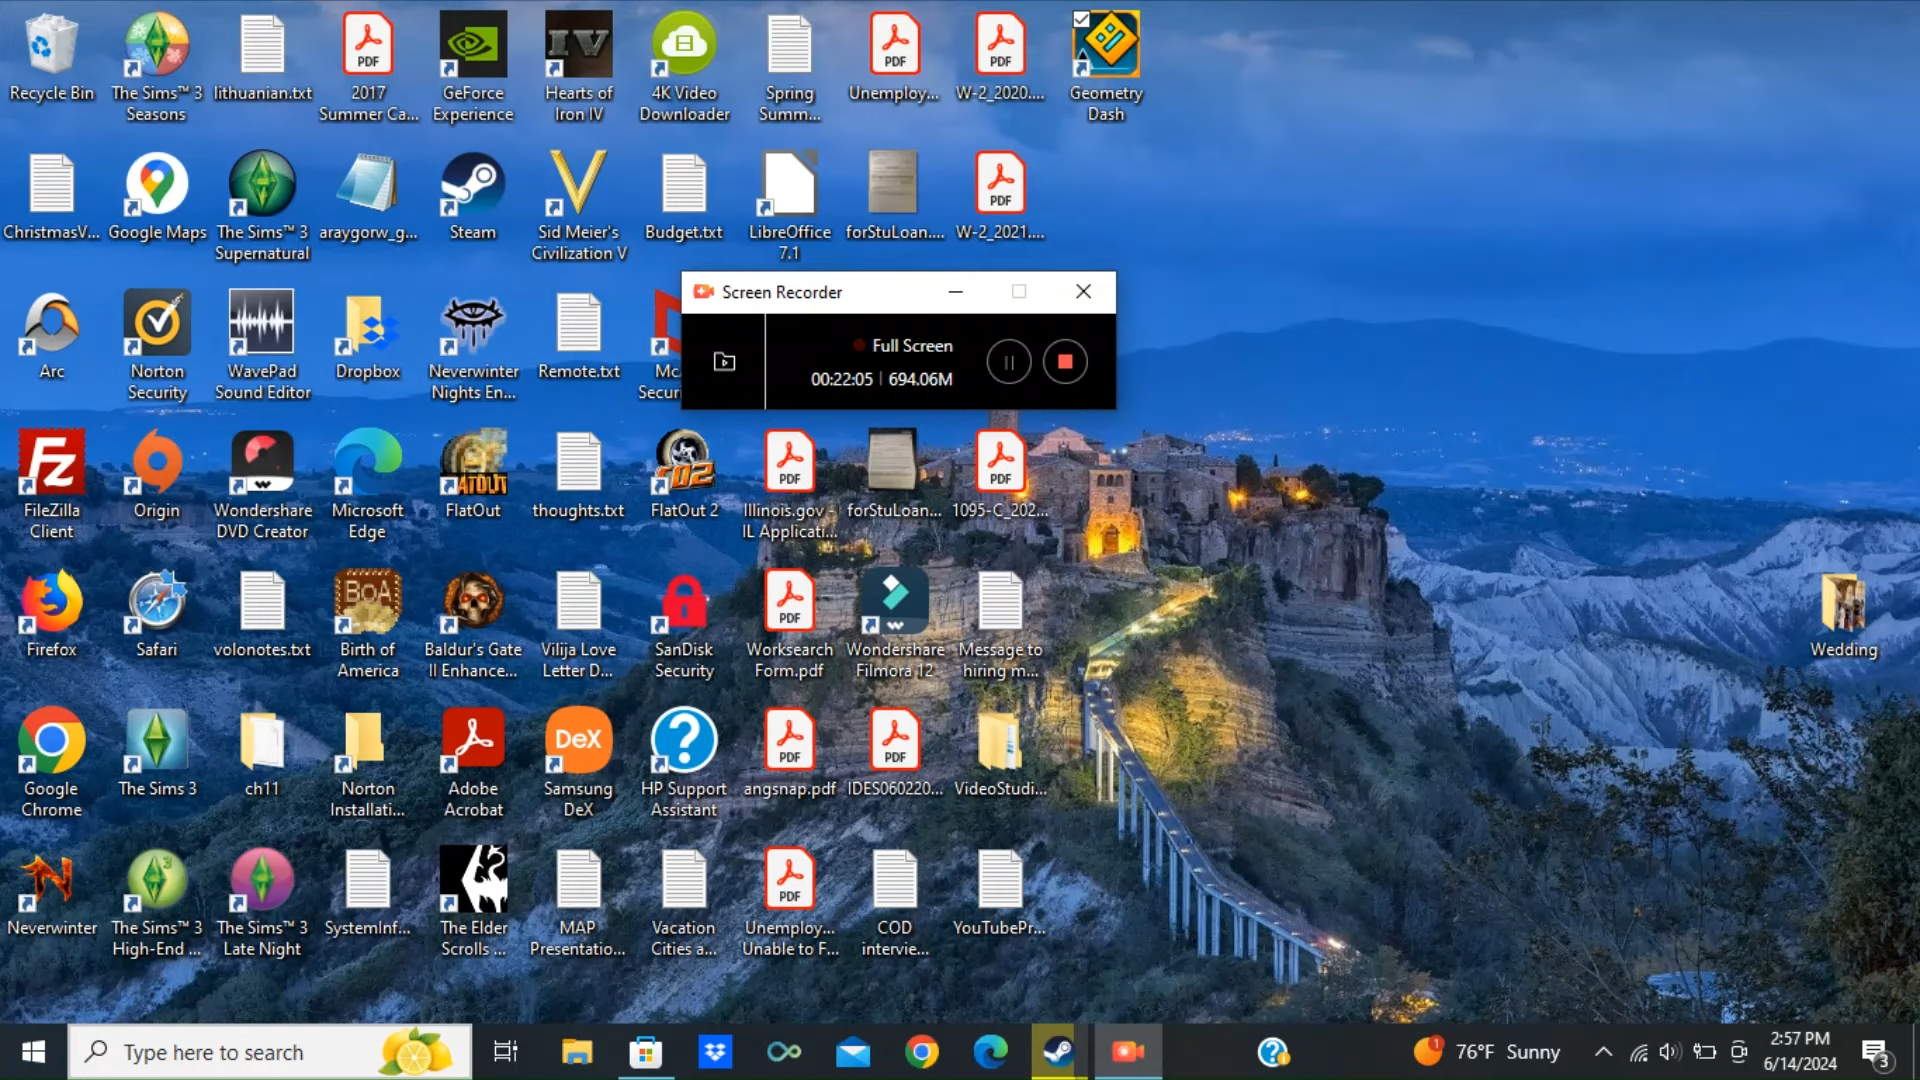 Recycle Bin
The Sims™ 3
Seasons
lithuanian.txt
PDF
2017
Summer Ca...
GeForce
Experience
IV
Hearts of
Iron IV
4K Video
Downloader
Spring
Summ...
PDF
Unemploy...
PDF
W-2_2020....
Geometry
Dash
ChristmasV...
Google Maps
The Sims™ 3
Supernatural
araygorw_g...
Steam
Sid Meier's
Civilization V
Budget.txt
LibreOffice
7.1
forStuLoan....
PDF
W-2_2021....
Screen Recorder
Full Screen
00:22:05 | 694.06M
Arc
Norton
Security
WavePad
Sound Editor
Dropbox
Neverwinter
Nights En...
Remote.txt
Mc
Secur
Fz
FileZilla
Client
Origin
Wondershare
DVD Creator
Microsoft
Edge
FlatOut
thoughts.txt
FlatOut 2
PDF
Illinois.gov -
IL Applicati...
forStuLoan...
PDF
1095-C_202...
Firefox
Safari
volonotes.txt
BoA
Birth of
America
Baldur's Gate
II Enhance...
Vilija Love
Letter D...
SanDisk
Security
PDF
Worksearch
Form.pdf
Wondershare
Filmora 12
Message to
hiring m...
Wedding
Google
Chrome
The Sims 3
ch11
Norton
Installati...
Adobe
Acrobat
DeX
Samsung
DeX
?
HP Support
Assistant
PDF
angsnap.pdf
PDF
IDES060220...
VideoStudi...
Neverwinter
The Sims™ 3
High-End ...
The Sims™ 3
Late Night
SystemInf...
The Elder
Scrolls ...
MAP
Presentatio...
Vacation
Cities a...
PDF
Unemploy...
Unable to F...
COD
intervie...
YouTubePr...
Type here to search
1
76°F Sunny
2:57 PM
6/14/2024
3